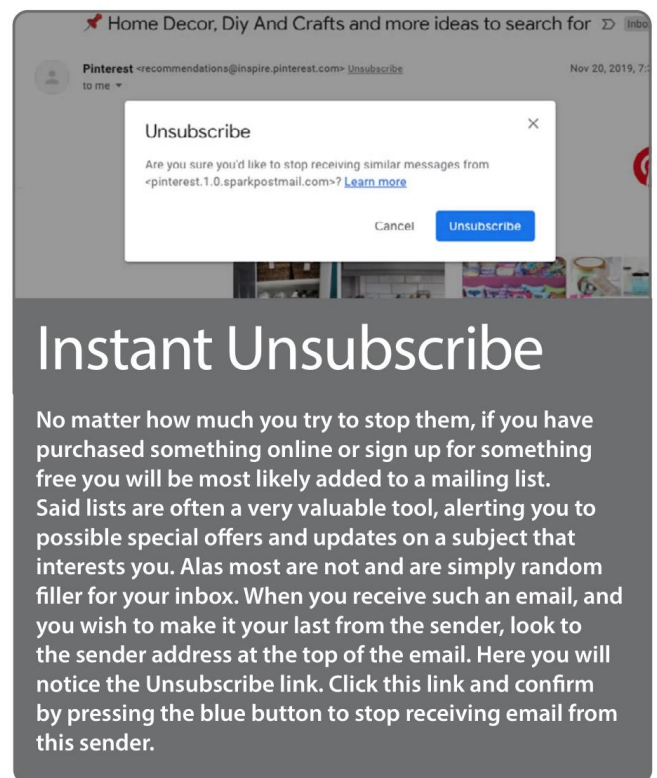 Home Decor, Diy And Crafts and more ideas to search for
Pinterest <recommendations@inspire.pinterest.com> Unsubscribe Nov 20, 2019,
to me
Unsubscribe
Are you sure you'd like to stop receiving similar messages from
<pinterest.1.0.sparkpostmail.com>? Learn more
Cancel Unsubscribe
Instant Unsubscribe
No matter how much you try to stop them, if you have
purchased something online or sign up for something
free you will be most likely added to a mailing list.
Said lists are often a very valuable tool, alerting you to
possible special offers and updates on a subject that
interests you. Alas most are not and are simply random
filler for your inbox. When you receive such an email, and
you wish to make it your last from the sender, look to
the sender address at the top of the email. Here you will
notice the Unsubscribe link. Click this link and confirm
by pressing the blue button to stop receiving email from
this sender.